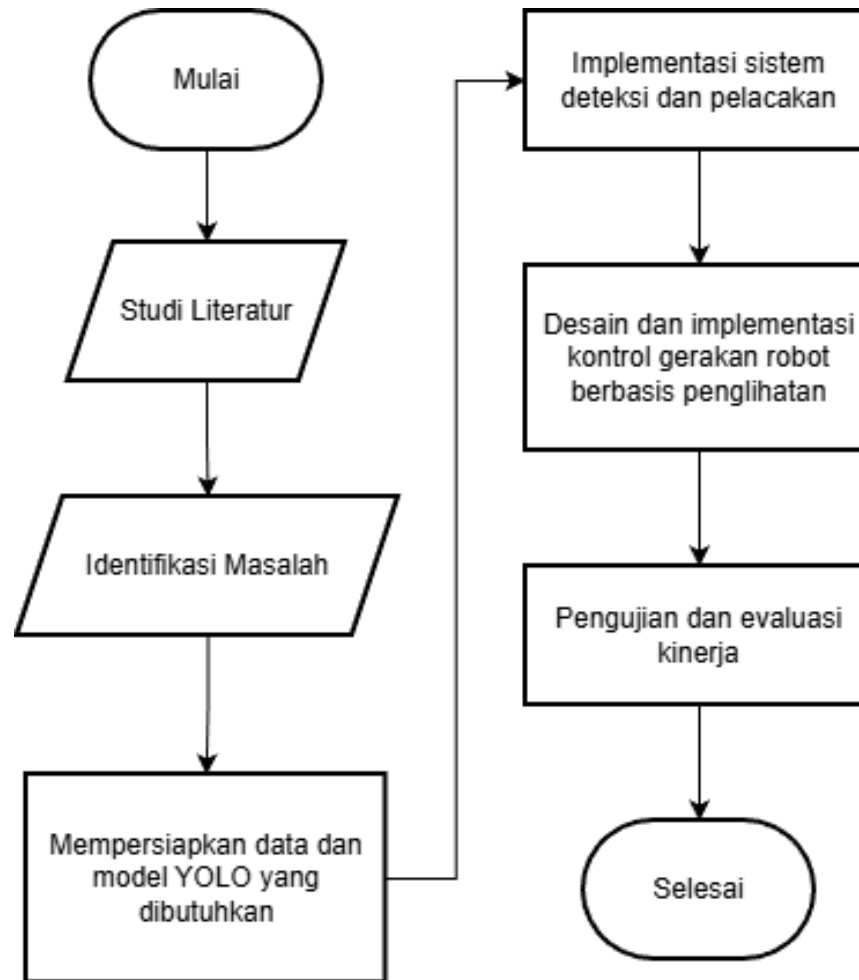 Mulai
Studi Literatur
Identifikasi Masalah
Mempersiapkan data dan
model YOLO yang
dibutuhkan
Implementasi sistem
deteksi dan pelacakan
Desain dan implementasi
kontrol gerakan robot
berbasis penglihatan
Pengujian dan evaluasi
kinerja
Selesai